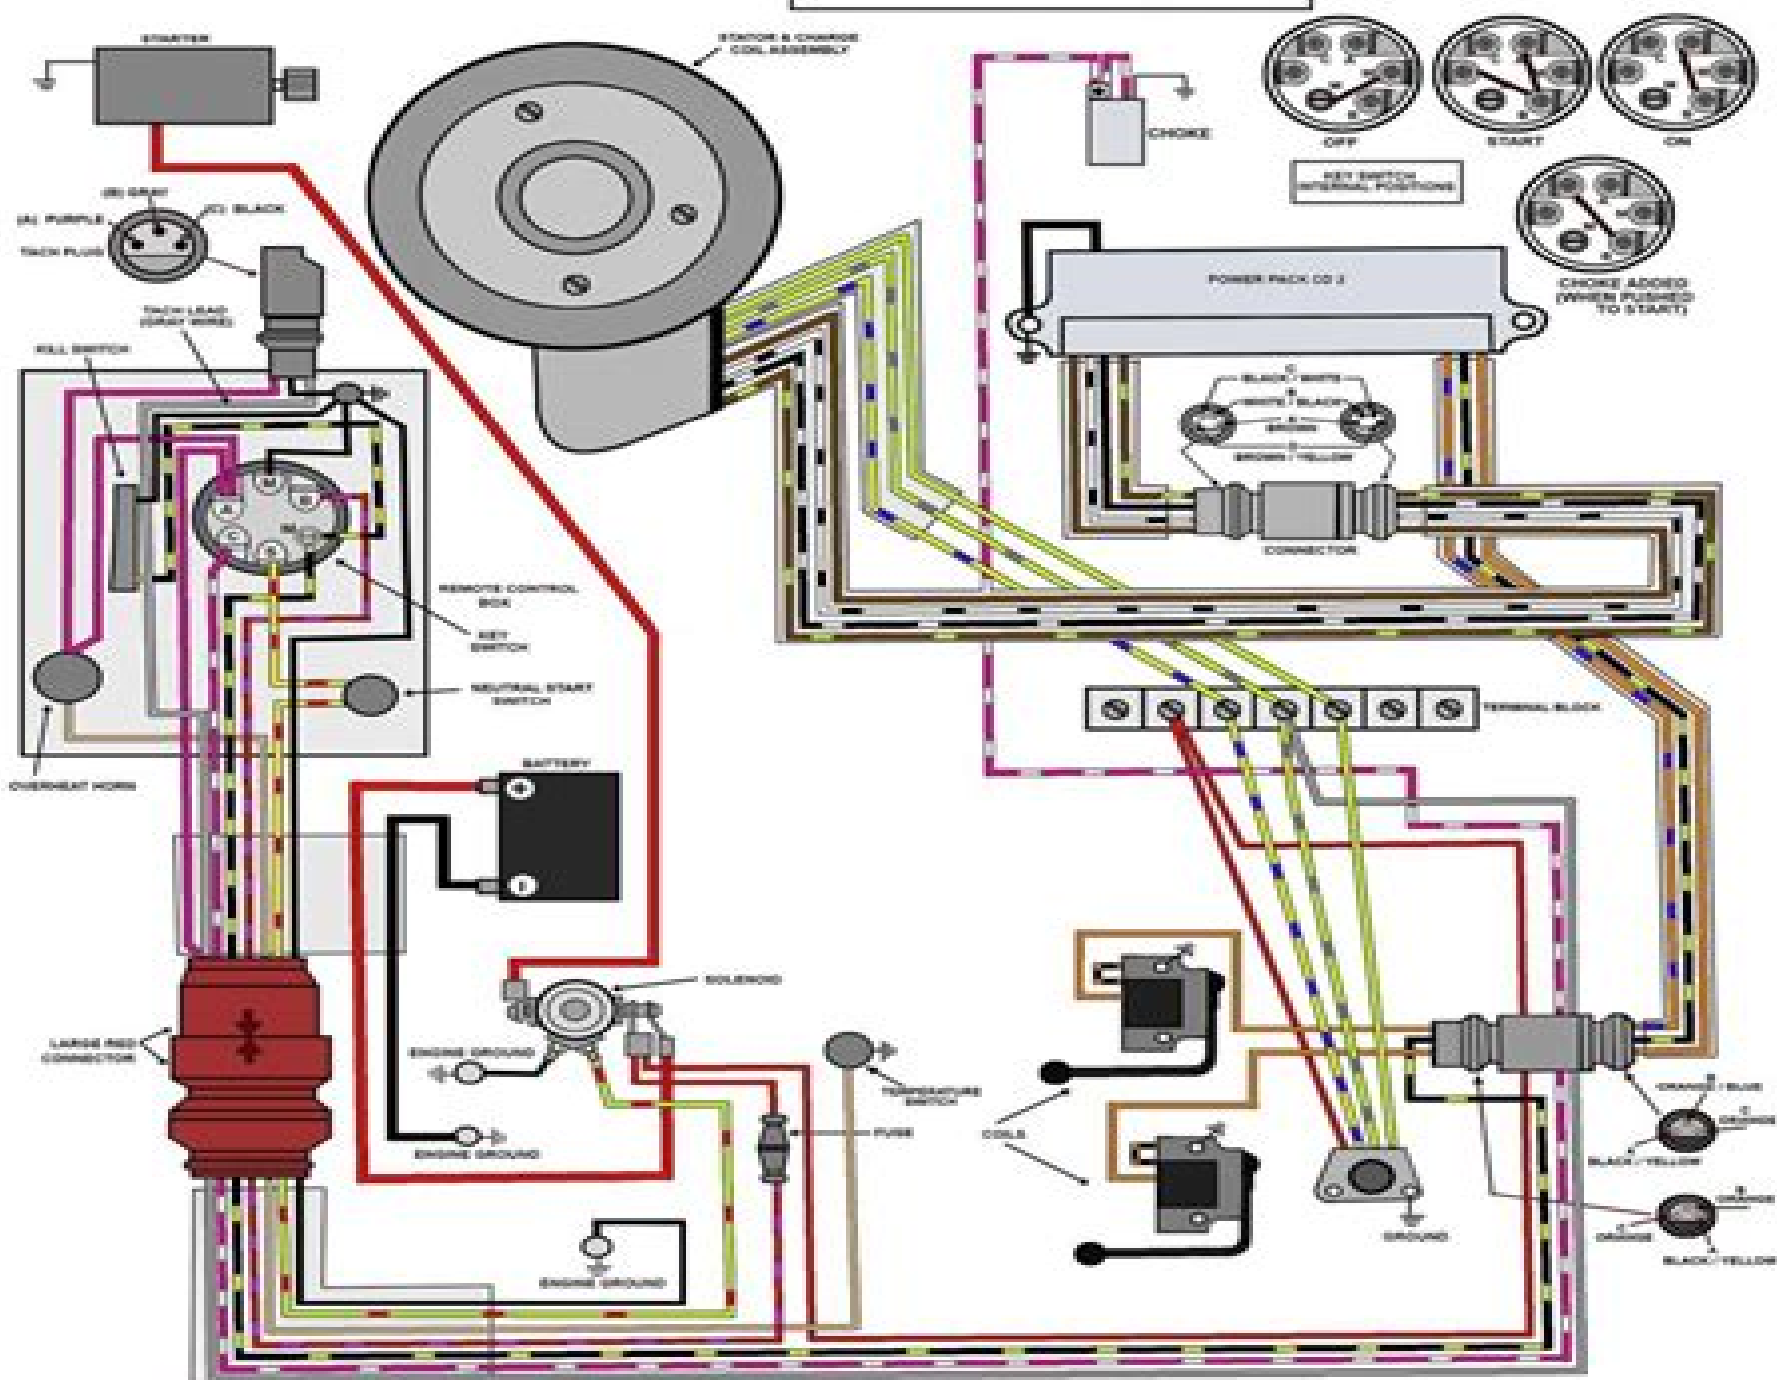 STARTER
STATOR & CHARGE
COIL ASSEMBLY
CHOKE
OFF
START
ON
KEY SWITCH
INTERNAL POSITIONS
CHOKE ADDED
(WHEN PUSHED
TO START)
(B) GRAY
(A) PURPLE
(C) BLACK
TACH PLUG
TACH LEAD
(GRAY WIRE)
KILL SWITCH
POWER PACK CD 2
C
BLACK / WHITE
B
WHITE / BLACK
A
BROWN
D
BROWN / YELLOW
CONNECTOR
M
B
A
C
S
M
REMOTE CONTROL
BOX
KEY
SWITCH
NEUTRAL START
SWITCH
OVERHEAT HORN
TERMINAL BLOCK
BATTERY
+
SOLENOID
LARGE RED
CONNECTOR
ENGINE GROUND
ENGINE GROUND
TEMPERATURE
SWITCH
FUSE
COILS
B
ORANGE / BLUE
C
ORANGE
BLACK / YELLOW
B
ORANGE
C
ORANGE
BLACK / YELLOW
GROUND
ENGINE GROUND